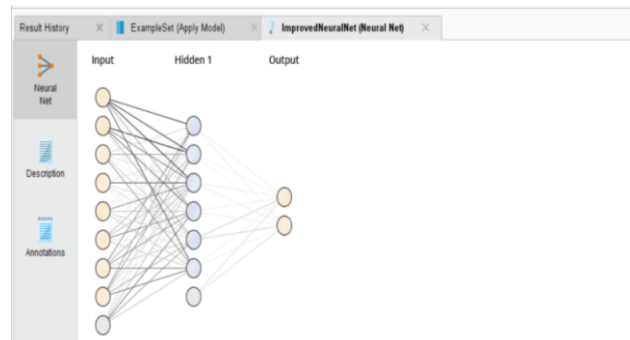 Result History
ExampleSet (Apply Model)
ImprovedNeuralNet (Neural Net)
Neural
Net
Description
Annotations
Input
Hidden 1
Output